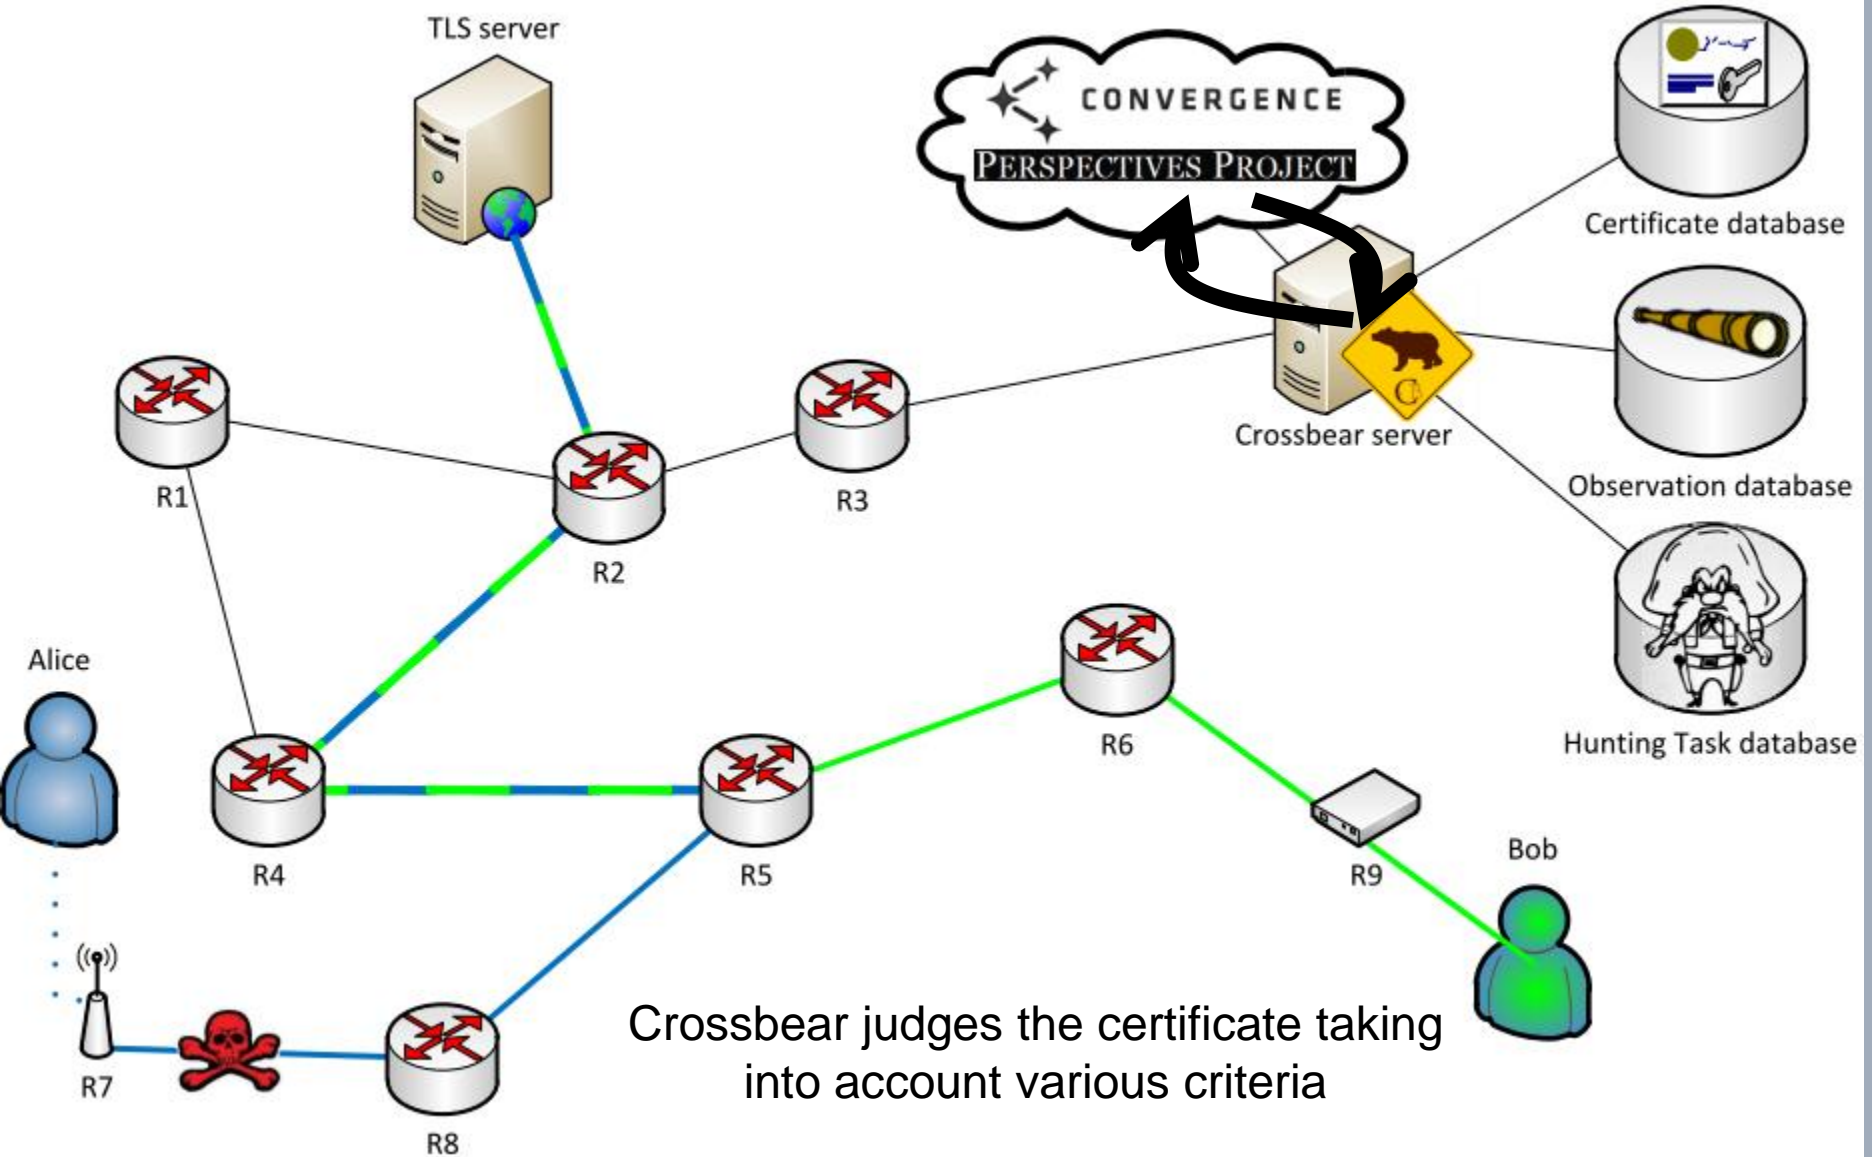 TLS server
CONVERGENCE
PERSPECTIVES PROJECT
Certificate database
Crossbear server
Observation database
R1
R2
R3
Alice
R6
Hunting Task database
R4
R5
R9
Bob
R7
R8
Crossbear judges the certificate taking
into account various criteria